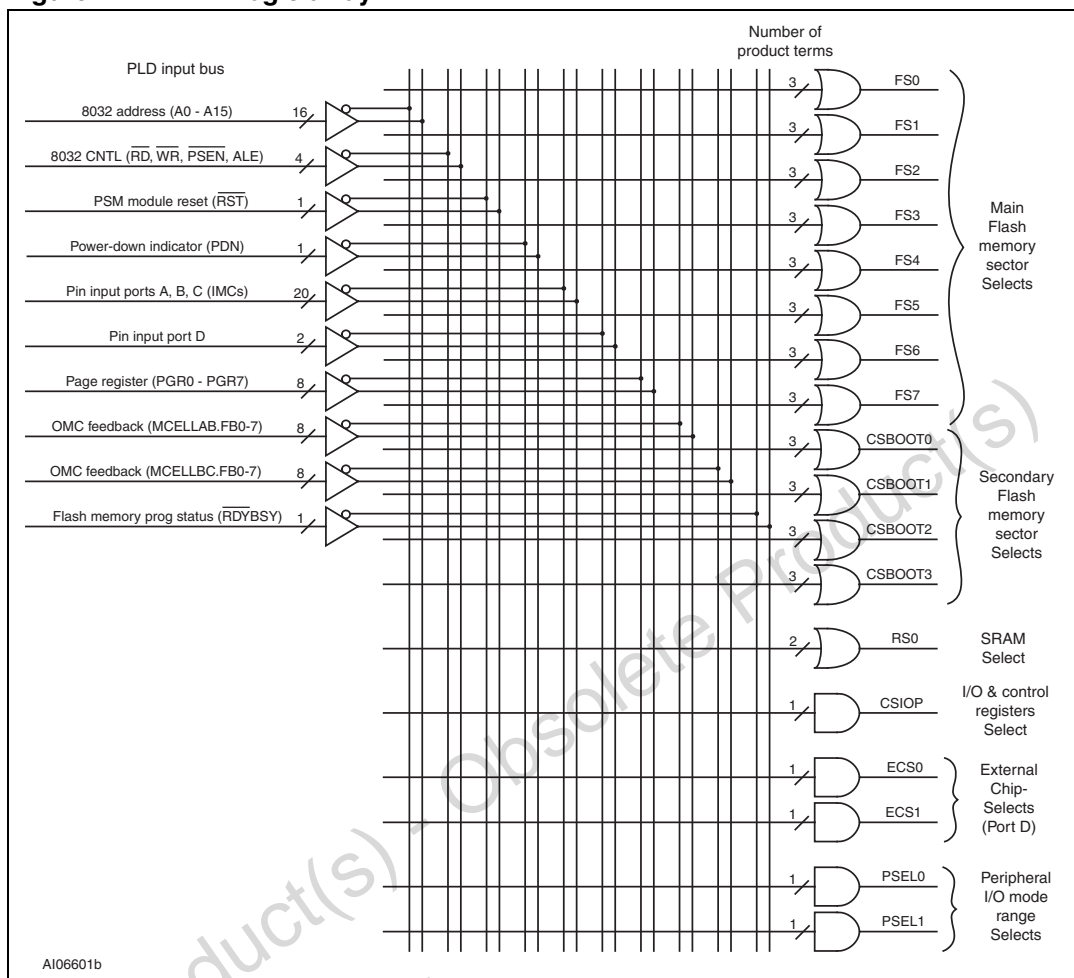 PLD input bus
8032 address (A0 - A15)
16
8032 CNTL (RD, WR, PSEN, ALE)
4
PSM module reset (RST)
1
Power-down indicator (PDN)
1
Pin input ports A, B, C (IMCs)
20
Pin input port D
2
Page register (PGR0 - PGR7)
8
OMC feedback (MCELLAB.FB0-7)
8
OMC feedback (MCELLBC.FB0-7)
8
Flash memory prog status (RDYBSY)
1
Number of
product terms
3
FS0
3
FS1
3
FS2
3
FS3
3
FS4
3
FS5
3
FS6
3
FS7
Main
Flash
memory
sector
Selects
3
CSBOOT0
3
CSBOOT1
3
CSBOOT2
3
CSBOOT3
Secondary
Flash
memory
sector
Selects
2
RS0
SRAM
Select
1
CSIOP
I/O & control
registers
Select
1
ECS0
1
ECS1
External
Chip-
Selects
(Port D)
1
PSEL0
1
PSEL1
Peripheral
I/O mode
range
Selects
AI06601b
duct(s) - Obsolete Product(s)